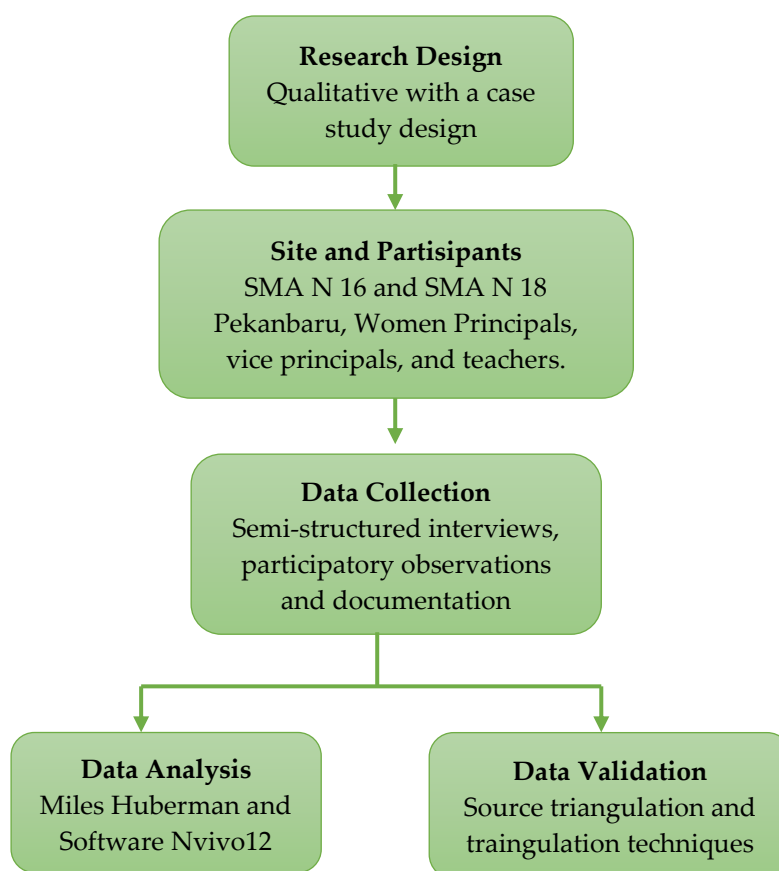 Research Design
Qualitative with a case
study design
Site and Partisipants
SMA N 16 and SMA N 18
Pekanbaru, Women Principals,
vice principals, and teachers.
Data Collection
Semi-structured interviews,
participatory observations
and documentation
Data Analysis
Miles Huberman and
Software Nvivo12
Data Validation
Source triangulation and
traingulation techniques